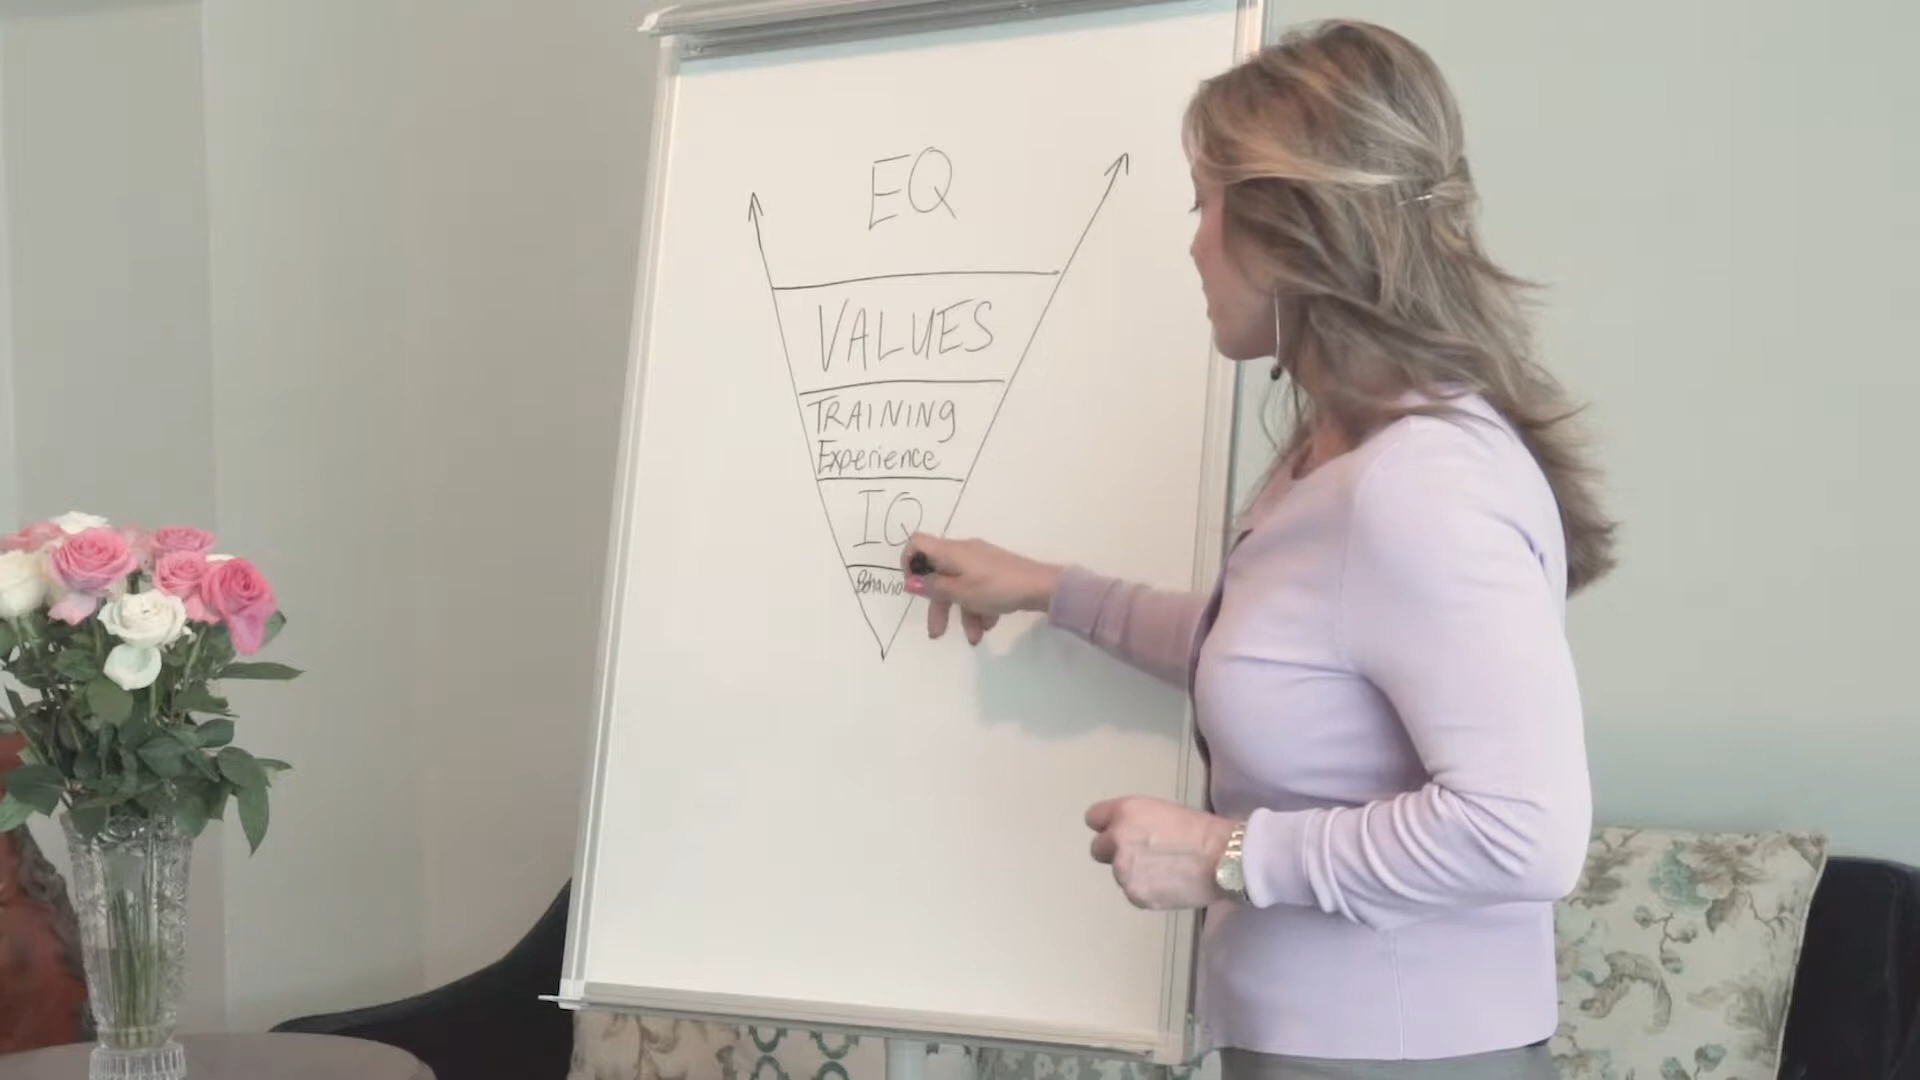 EQ
VALUES
TRAINING
Experience
IQ